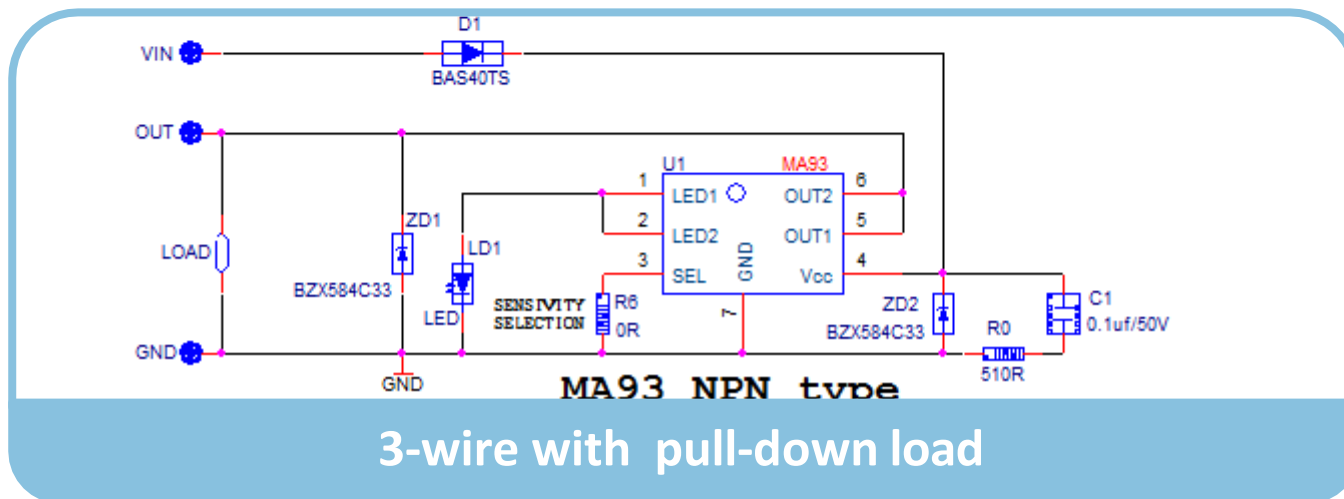 D1
VIN
BAS40TS
OUT
U1
MA93
1
LED1
OUT2
6
2
LED2
OUT1
5
3
SEL
GND
Vcc
4
7
ZD1
BZX584C33
LOAD
LD1
LED
SENSIVITY
SELECTION
R6
0R
ZD2
BZX584C33
C1
0.1uf/50V
R0
510R
GND
GND
MA93 NPN type
3-wire with pull-down load